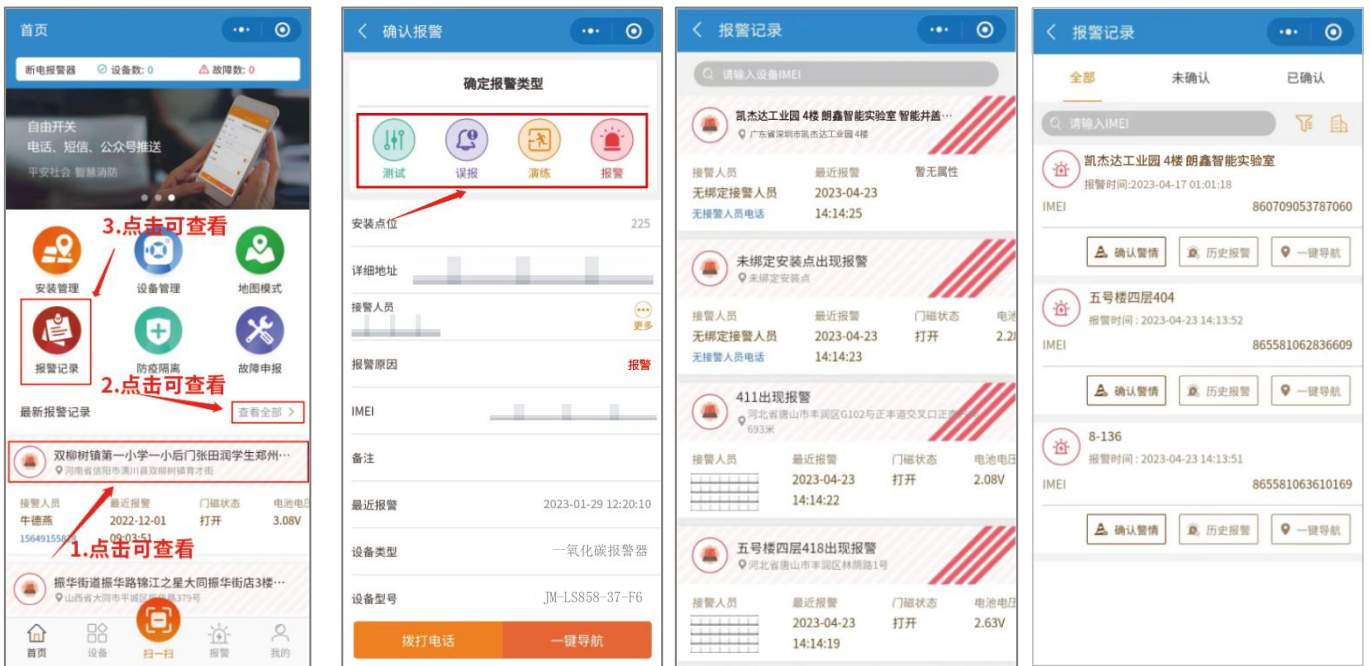 首页
断电报警器 设备数: 0 故障数: 0
自由开关
电话、短信、公众号推送
平安社会 智慧消防
3.点击可查看
安装管理 设备管理 地图模式
报警记录 防疫隔离 故障申报
2.点击可查看
最新报警记录 查看全部 >
双柳树镇第一小学一小后门张田润学生郑州···
河南省信阳市潢川县双柳树镇育才街
接警人员 最近报警 门磁状态 电池电压
牛德燕 2022-12-01 打开 3.08V
09:03:51
1.点击可查看
振华街道振华路锦江之星大同振华街店3楼···
首页 设备 扫一扫 报警 我的
确认报警
确定报警类型
测试 误报 演练 报警
安装点位 225
详细地址
接警人员
更多
报警原因 报警
IMEI
备注
最近报警 2023-01-29 12:20:10
设备类型 一氧化碳报警器
设备型号 JM-LS858-37-F6
拨打电话 一键导航
报警记录
请输入设备IMEI
凯杰达工业园 4楼 朗鑫智能实验室 智能井盖···
广东省深圳市凯杰达工业园 4楼
接警人员 最近报警 暂无属性
无绑定接警人员 2023-04-23
无接警人员电话 14:14:25
未绑定安装点出现报警
未绑定安装点
接警人员 最近报警 门磁状态 电池
无绑定接警人员 2023-04-23 打开 2.28
无接警人员电话 14:14:23
411出现报警
河北省唐山市丰润区G102与正丰道交叉口正
693米
接警人员 最近报警 门磁状态 电池电压
2023-04-23 打开 2.08V
14:14:22
五号楼四层418出现报警
河北省唐山市丰润区林荫路1号
接警人员 最近报警 门磁状态 电池电压
2023-04-23 打开 2.63V
14:14:19
报警记录
全部 未确认 已确认
请输入IMEI
凯杰达工业园 4楼 朗鑫智能实验室
报警时间:2023-04-17 01:01:18
IMEI 860709053787060
确认警情 历史报警 一键导航
五号楼四层404
报警时间 : 2023-04-23 14:13:52
IMEI 865581062836609
确认警情 历史报警 一键导航
8-136
报警时间 : 2023-04-23 14:13:51
IMEI 865581063610169
确认警情 历史报警 一键导航